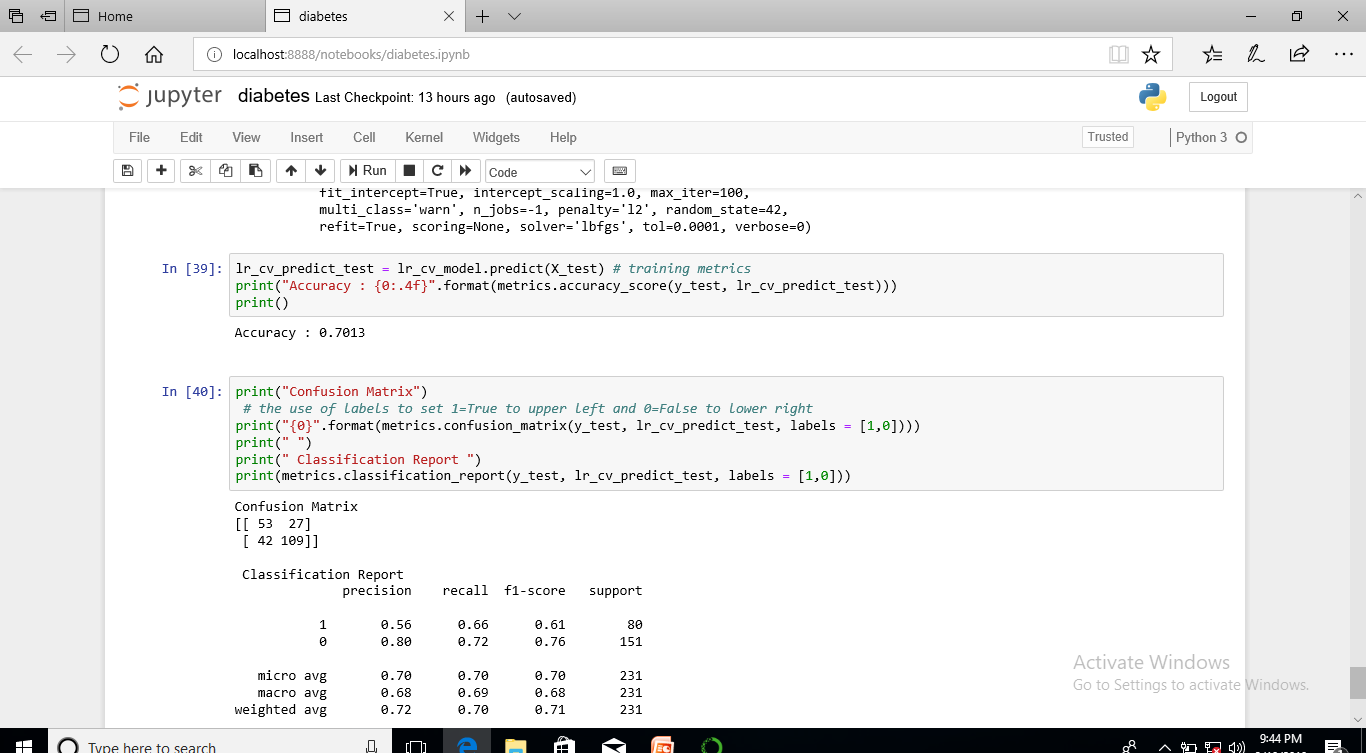 Home
diabetes
localhost:8888/notebooks/diabetes.ipynb
jupyter diabetes Last Checkpoint: 13 hours ago (autosaved)
Logout
File Edit View Insert Cell Kernel Widgets Help
Trusted
Python 3
Run
Code
fit_intercept=True, intercept_scaling=1.0, max_iter=100,
multi_class='warn', n_jobs=-1, penalty='l2', random_state=42,
refit=True, scoring=None, solver='lbfgs', tol=0.0001, verbose=0)
In [39]: lr_cv_predict_test = lr_cv_model.predict(X_test) # training metrics
print("Accuracy : {0:.4f}".format(metrics.accuracy_score(y_test, lr_cv_predict_test)))
print()
Accuracy : 0.7013
In [40]: print("Confusion Matrix")
# the use of labels to set 1=True to upper left and 0=False to lower right
print("{0}".format(metrics.confusion_matrix(y_test, lr_cv_predict_test, labels = [1,0])))
print(" ")
print(" Classification Report ")
print(metrics.classification_report(y_test, lr_cv_predict_test, labels = [1,0]))
Confusion Matrix
[[ 53 27]
[ 42 109]]
Classification Report
precision recall f1-score support
1 0.56 0.66 0.61 80
0 0.80 0.72 0.76 151
micro avg 0.70 0.70 0.70 231
macro avg 0.68 0.69 0.68 231
weighted avg 0.72 0.70 0.71 231
Activate Windows
Go to Settings to activate Windows.
Type here to search
9:44 PM